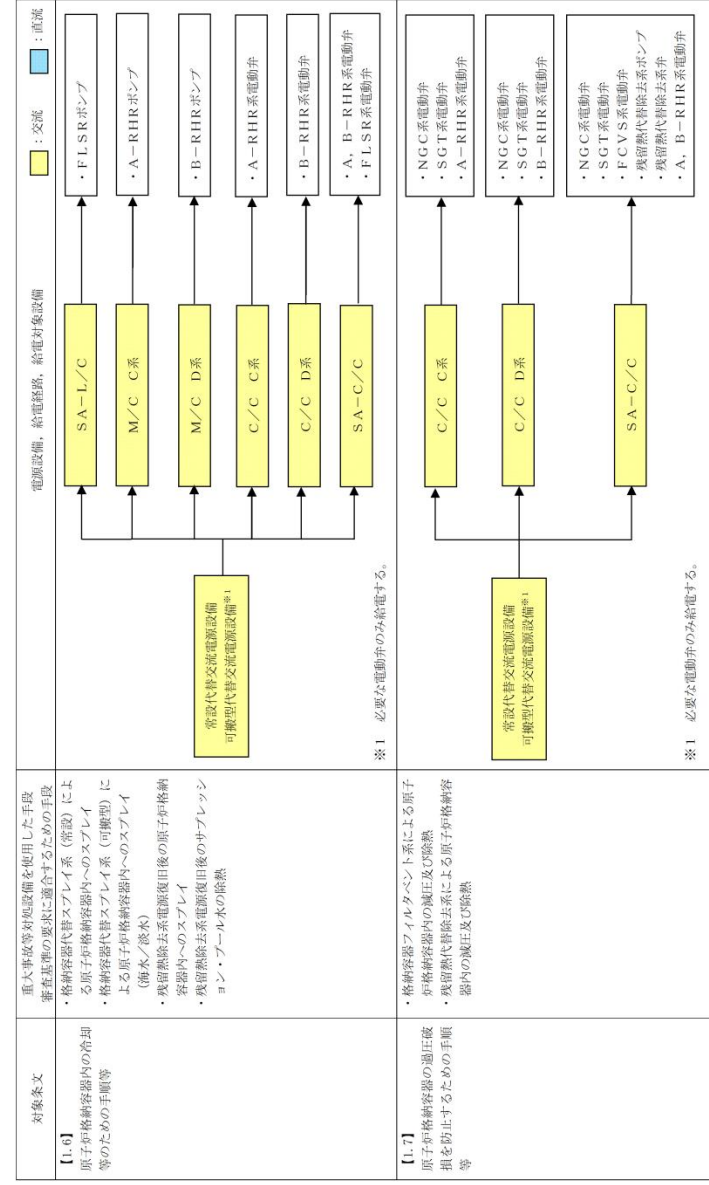 対象条文
重大事故等対処設備を使用した手段
審査基準の要求に適合するための手段
電源設備，給電経路，給電対象設備
：交流
：直流
【1.6】
原子炉格納容器内の冷却
等のための手順等
・格納容器代替スプレイ系（常設）によ
る原子炉格納容器内へのスプレイ
・格納容器代替スプレイ系（可搬型）に
よる原子炉格納容器内へのスプレイ
（海水／淡水）
・残留熱除去系電源復旧後の原子炉格納
容器内へのスプレイ
・残留熱除去系電源復旧後のサプレッシ
ョン・プール水の除熱
常設代替交流電源設備
可搬型代替交流電源設備※1
SA－L／C
M／C　C系
M／C　D系
C／C　C系
C／C　D系
SA－C／C
・FLSRポンプ
・A－RHRポンプ
・B－RHRポンプ
・A－RHR系電動弁
・B－RHR系電動弁
・A，B－RHR系電動弁
・FLSR系電動弁
※1　必要な電動弁のみ給電する。
【1.7】
原子炉格納容器の過圧破
損を防止するための手順
等
・格納容器フィルタベント系による原子
炉格納容器内の減圧及び除熱
・残留熱代替除去系による原子炉格納容
器内の減圧及び除熱
常設代替交流電源設備
可搬型代替交流電源設備※1
C／C　C系
C／C　D系
SA－C／C
・NGC系電動弁
・SGT系電動弁
・A－RHR系電動弁
・NGC系電動弁
・SGT系電動弁
・B－RHR系電動弁
・NGC系電動弁
・SGT系電動弁
・FCVS系電動弁
・残留熱代替除去系ポンプ
・残留熱代替除去系弁
・A，B－RHR系電動弁
※1　必要な電動弁のみ給電する。